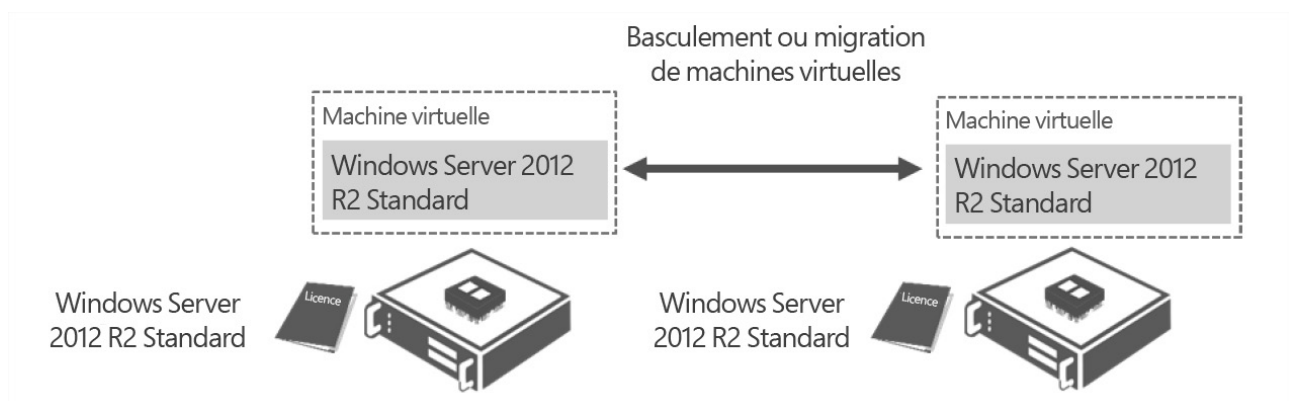 Basculement ou migration
de machines virtuelles
Machine virtuelle
Windows Server 2012
R2 Standard
Machine virtuelle
Windows Server 2012
R2 Standard
Windows Server
2012 R2 Standard
Licence
Windows Server
2012 R2 Standard
Licence